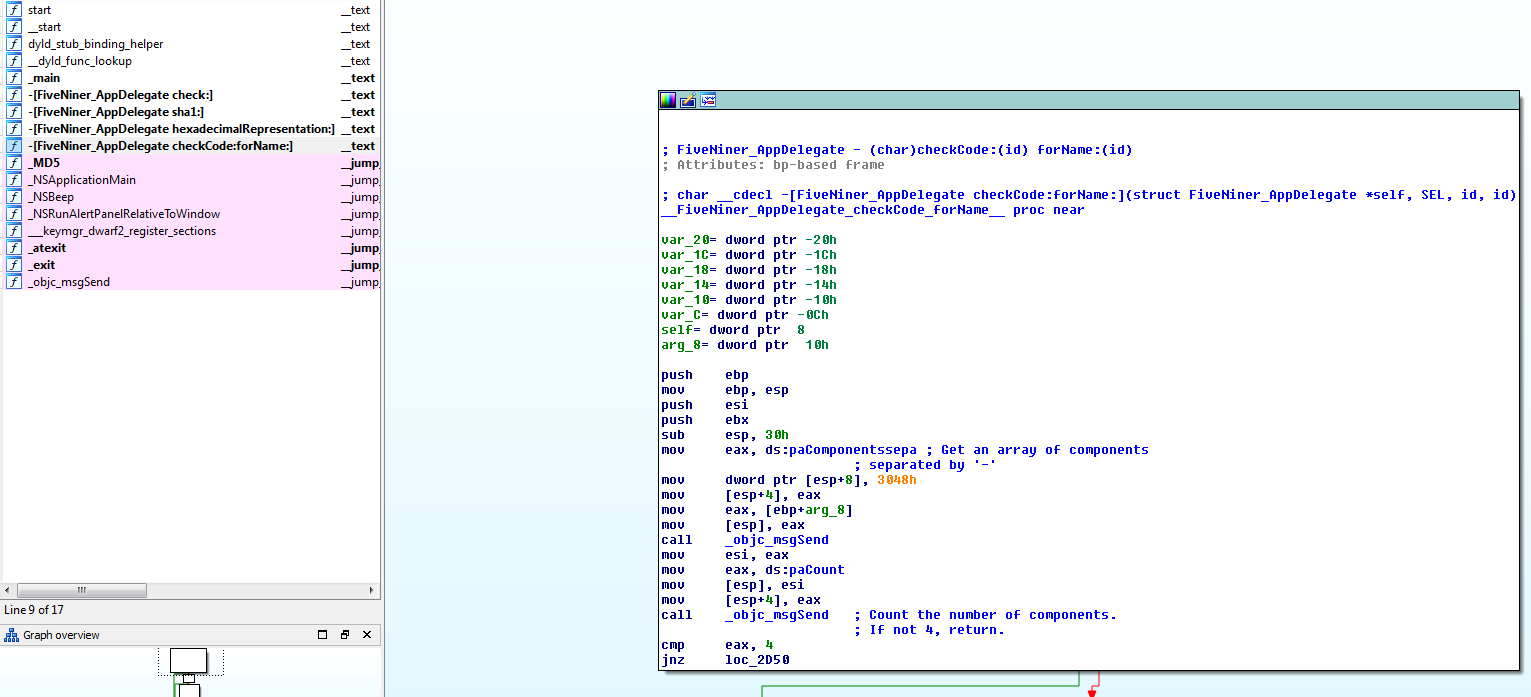 start __text
__start __text
dyld_stub_binding_helper __text
__dyld_func_lookup __text
_main __text
-[FiveNiner_AppDelegate check:] __text
-[FiveNiner_AppDelegate sha1:] __text
-[FiveNiner_AppDelegate hexadecimalRepresentation:] __text
-[FiveNiner_AppDelegate checkCode:forName:] __text
_MD5 __jump
_NSApplicationMain __jump
_NSBeep __jump
_NSRunAlertPanelRelativeToWindow __jump
___keymgr_dwarf2_register_sections __jump
_atexit __jump
_exit __jump
_objc_msgSend __jump
Line 9 of 17
Graph overview
; FiveNiner_AppDelegate - (char)checkCode:(id) forName:(id)
; Attributes: bp-based frame
; char __cdecl -[FiveNiner_AppDelegate checkCode:forName:](struct FiveNiner_AppDelegate *self, SEL, id, id)
__FiveNiner_AppDelegate_checkCode_forName__ proc near
var_20= dword ptr -20h
var_1C= dword ptr -1Ch
var_18= dword ptr -18h
var_14= dword ptr -14h
var_10= dword ptr -10h
var_C= dword ptr -0Ch
self= dword ptr  8
arg_8= dword ptr  10h
push    ebp
mov     ebp, esp
push    esi
push    ebx
sub     esp, 30h
mov     eax, ds:paComponentssepa ; Get an array of components
; separated by '-'
mov     dword ptr [esp+8], 3048h
mov     [esp+4], eax
mov     eax, [ebp+arg_8]
mov     [esp], eax
call    _objc_msgSend
mov     esi, eax
mov     eax, ds:paCount
mov     [esp], esi
mov     [esp+4], eax
call    _objc_msgSend   ; Count the number of components.
; If not 4, return.
cmp     eax, 4
jnz     loc_2D50